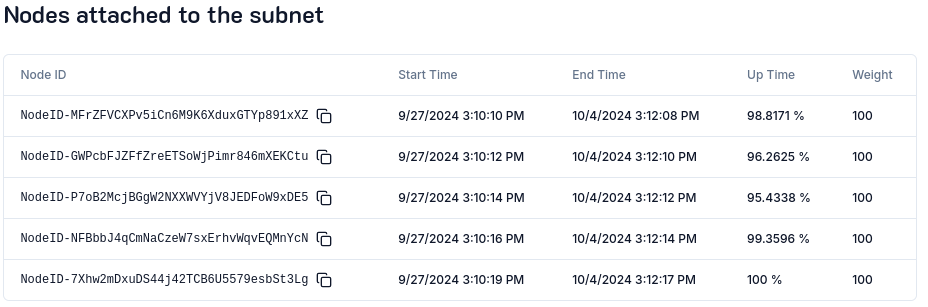 Nodes attached to the subnet
Node ID Start Time End Time Up Time Weight
NodeID-MFrZFVCXPv5iCn6M9K6XduxGTYp891xXZ 9/27/2024 3:10:10 PM 10/4/2024 3:12:08 PM 98.8171 % 100
NodeID-GWPcbFJZFfZreETSoWjPimr846mXEKCtu 9/27/2024 3:10:12 PM 10/4/2024 3:12:10 PM 96.2625 % 100
NodeID-P7oB2McjBGgW2NXXWVYjV8JEDFoW9xDE5 9/27/2024 3:10:14 PM 10/4/2024 3:12:12 PM 95.4338 % 100
NodeID-NFBbbJ4qCmNaCzeW7sxErhvWqvEQMnYcN 9/27/2024 3:10:16 PM 10/4/2024 3:12:14 PM 99.3596 % 100
NodeID-7Xhw2mDxuDS44j42TCB6U5579esbSt3Lg 9/27/2024 3:10:19 PM 10/4/2024 3:12:17 PM 100 % 100